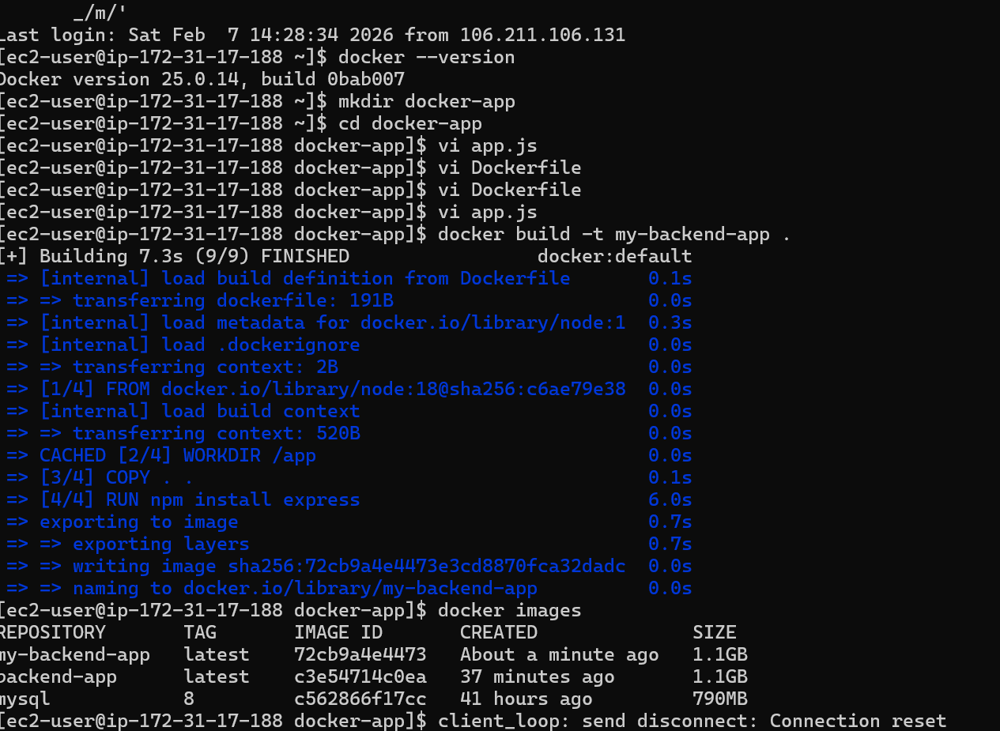 _/m/'
Last login: Sat Feb  7 14:28:34 2026 from 106.211.106.131
[ec2-user@ip-172-31-17-188 ~]$ docker --version
Docker version 25.0.14, build 0bab007
[ec2-user@ip-172-31-17-188 ~]$ mkdir docker-app
[ec2-user@ip-172-31-17-188 ~]$ cd docker-app
[ec2-user@ip-172-31-17-188 docker-app]$ vi app.js
[ec2-user@ip-172-31-17-188 docker-app]$ vi Dockerfile
[ec2-user@ip-172-31-17-188 docker-app]$ vi Dockerfile
[ec2-user@ip-172-31-17-188 docker-app]$ vi app.js
[ec2-user@ip-172-31-17-188 docker-app]$ docker build -t my-backend-app .
[+] Building 7.3s (9/9) FINISHED docker:default
=> [internal] load build definition from Dockerfile 0.1s
=> => transferring dockerfile: 191B 0.0s
=> [internal] load metadata for docker.io/library/node:1 0.3s
=> [internal] load .dockerignore 0.0s
=> => transferring context: 2B 0.0s
=> [1/4] FROM docker.io/library/node:18@sha256:c6ae79e38 0.0s
=> [internal] load build context 0.0s
=> => transferring context: 520B 0.0s
=> CACHED [2/4] WORKDIR /app 0.0s
=> [3/4] COPY . . 0.1s
=> [4/4] RUN npm install express 6.0s
=> exporting to image 0.7s
=> => exporting layers 0.7s
=> => writing image sha256:72cb9a4e4473e3cd8870fca32dadc 0.0s
=> => naming to docker.io/library/my-backend-app 0.0s
[ec2-user@ip-172-31-17-188 docker-app]$ docker images
REPOSITORY TAG IMAGE ID CREATED SIZE
my-backend-app latest 72cb9a4e4473 About a minute ago 1.1GB
backend-app latest c3e54714c0ea 37 minutes ago 1.1GB
mysql 8 c562866f17cc 41 hours ago 790MB
[ec2-user@ip-172-31-17-188 docker-app]$ client_loop: send disconnect: Connection reset